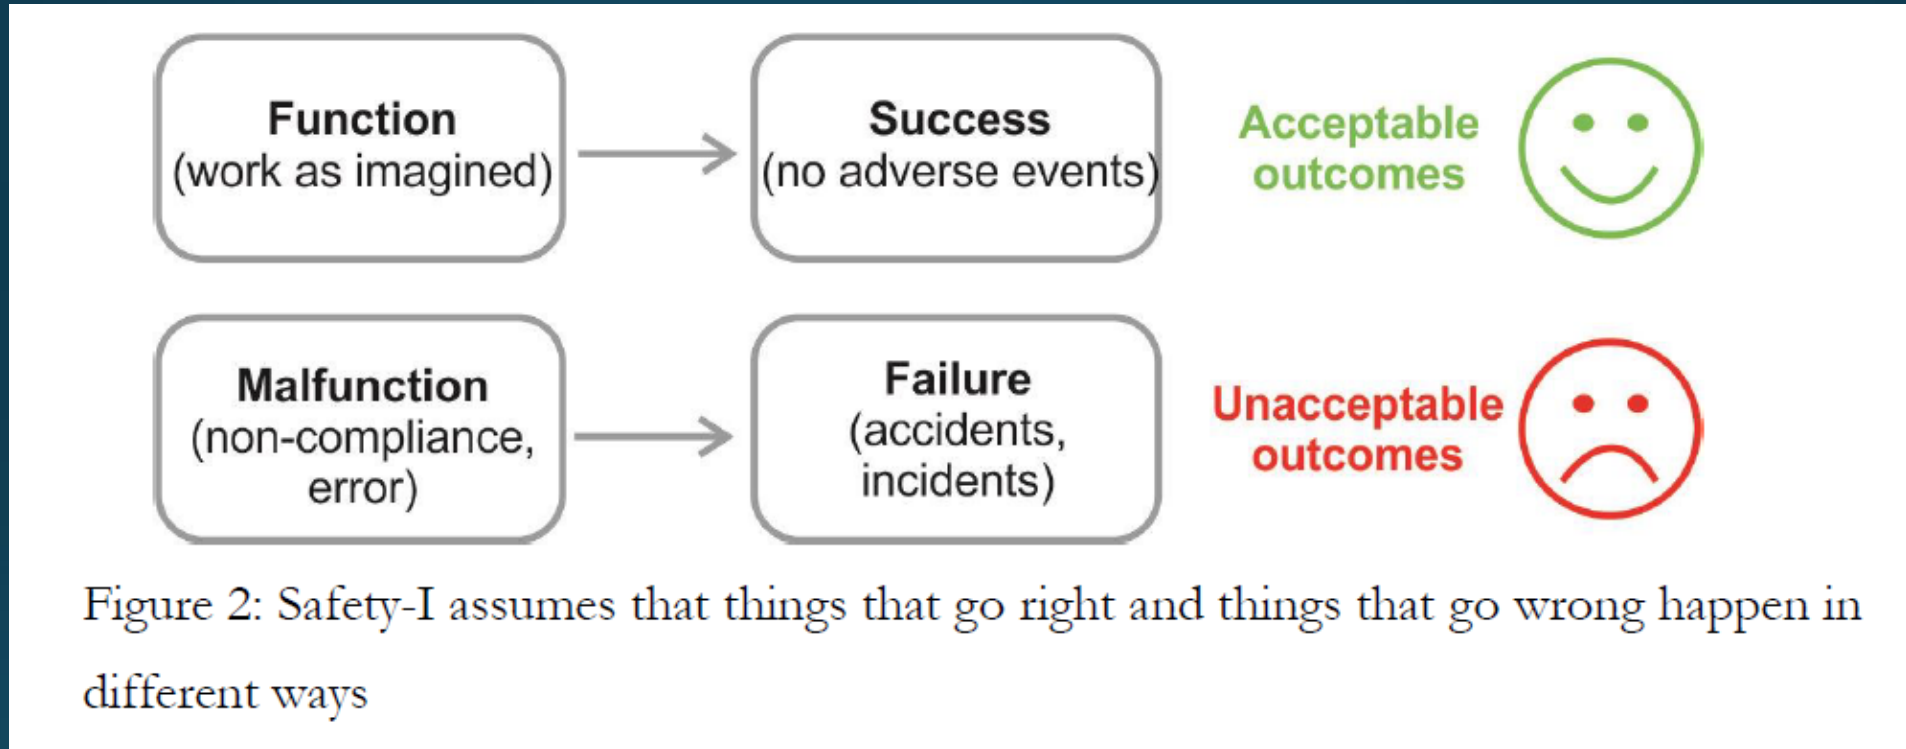 Function
(work as imagined)
Success
(no adverse events)
Acceptable
outcomes
Malfunction
(non-compliance,
error)
Failure
(accidents,
incidents)
Unacceptable
outcomes
Figure 2: Safety-I assumes that things that go right and things that go wrong happen in
different ways